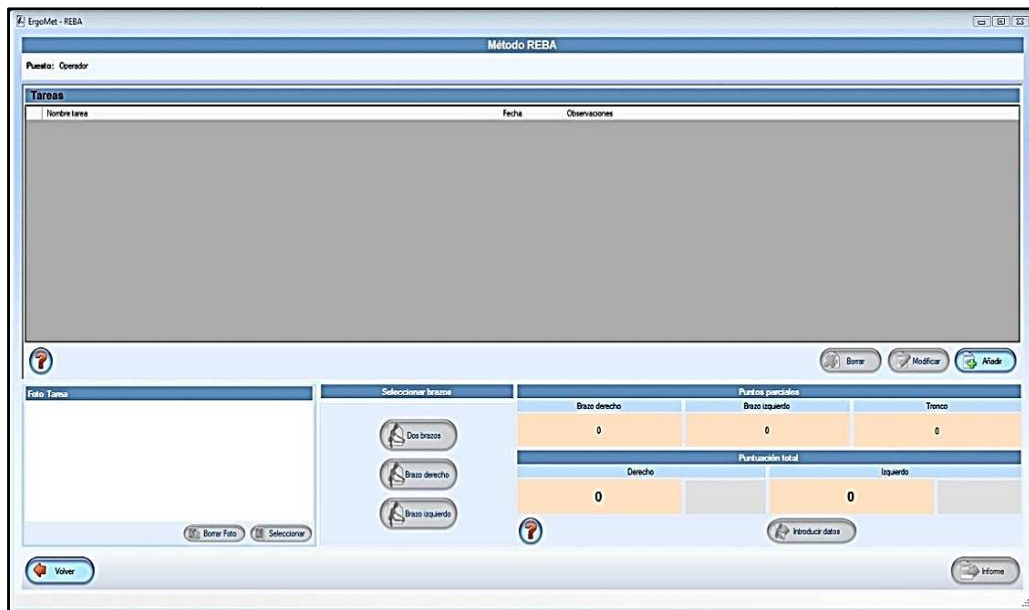 ErgoMet - REBA
Método REBA
Puesto: Operador
Tareas
Nombre tarea Fecha Observaciones
? Borrar Modificar Añadir
Foto Tarea Seleccionar brazos Puntos parciales
Brazo derecho Brazo izquierdo Tronco
Dos brazos 0 0 0
Puntuación total
Brazo derecho Derecho Izquierdo
0 0
Brazo izquierdo
Borrar Foto Seleccionar ? Introducir datos
Volver Informe